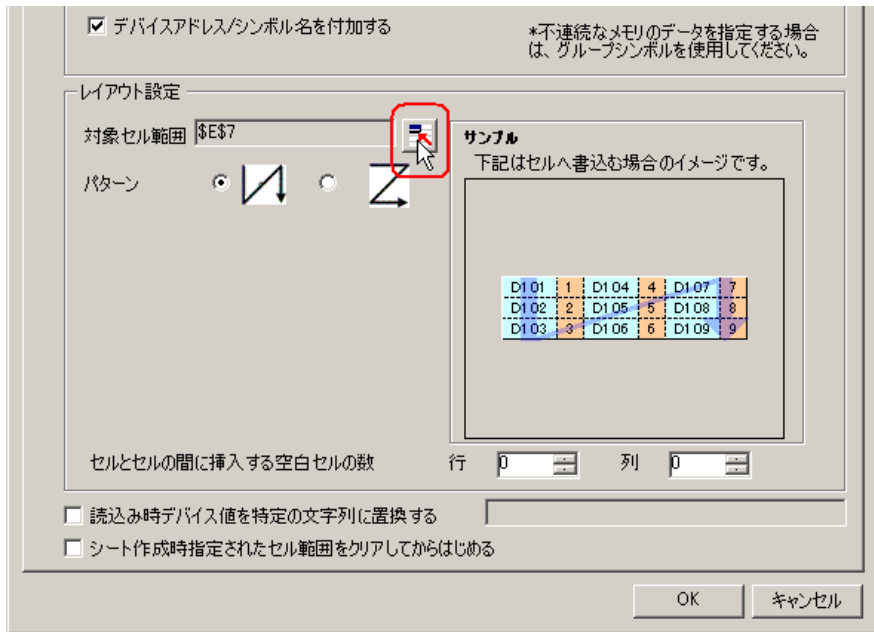 デバイスアドレス/シンボル名を付加する
*不連続なメモリのデータを指定する場合
は、グループシンボルを使用してください。
レイアウト設定
対象セル範囲 $E$7
サンプル
下記はセルへ書込む場合のイメージです。
パターン
D101 1 D104 4 D107 7
D102 2 D105 5 D108 8
D103 3 D106 6 D109 9
セルとセルの間に挿入する空白セルの数 行 0 列 0
読込み時デバイス値を特定の文字列に置換する
シート作成時指定されたセル範囲をクリアしてからはじめる
OK キャンセル